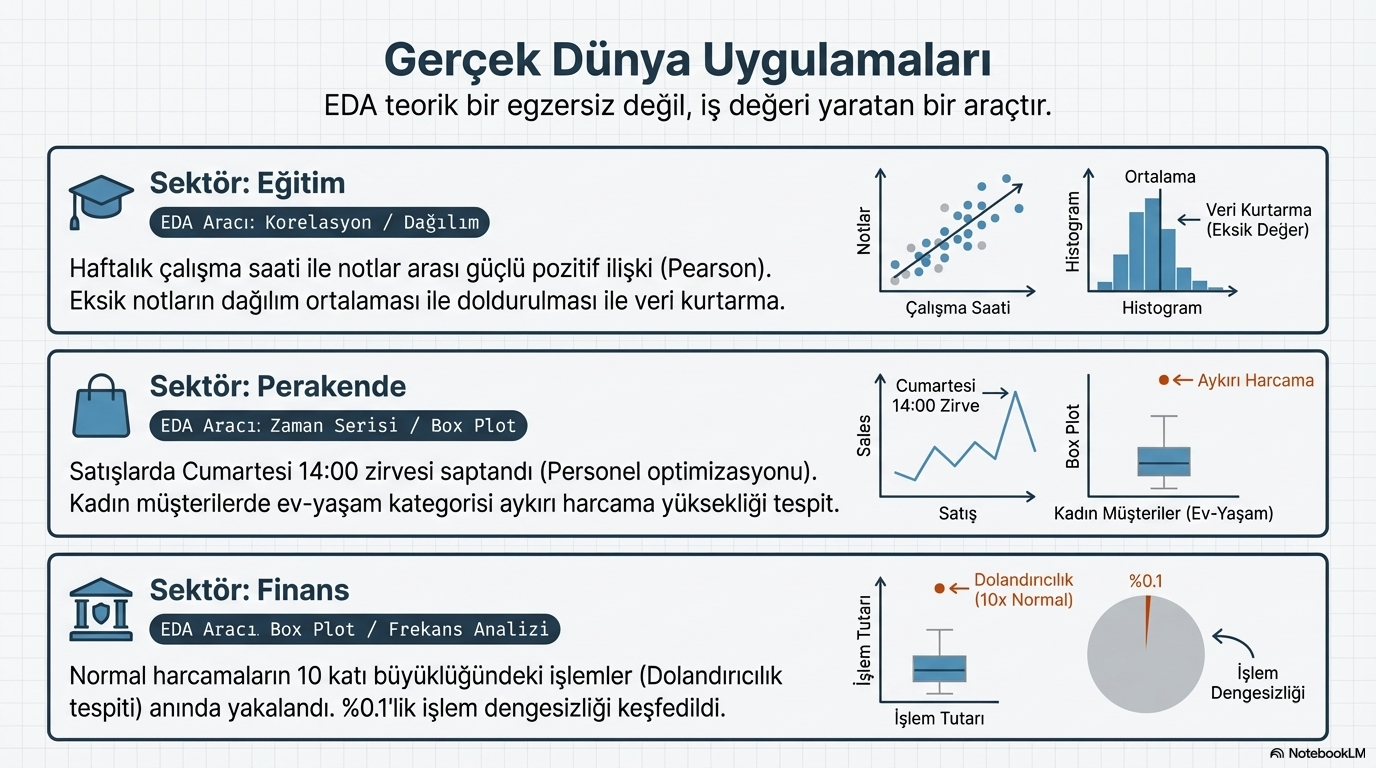 Gerçek Dünya Uygulamaları
EDA teorik bir egzersiz değil, iş değeri yaratan bir araçtır.
Sektör: Eğitim
EDA Aracı: Korelasyon / Dağılım
Haftalık çalışma saati ile notlar arası güçlü pozitif ilişki (Pearson).
Eksik notların dağılım ortalaması ile doldurulması ile veri kurtarma.
Notlar
Çalışma Saati
Histogram
Ortalama
Veri Kurtarma
(Eksik Değer)
Histogram
Sektör: Perakende
EDA Aracı: Zaman Serisi / Box Plot
Satışlarda Cumartesi 14:00 zirvesi saptandı (Personel optimizasyonu).
Kadın müşterilerde ev-yaşam kategorisi aykırı harcama yüksekliği tespit.
Sales
Cumartesi
14:00 Zirve
Satış
Box Plot
Aykırı Harcama
Kadın Müşteriler (Ev-Yaşam)
Sektör: Finans
EDA Aracı. Box Plot / Frekans Analizi
Normal harcamaların 10 katı büyüklüğündeki işlemler (Dolandırıcılık
tespiti) anında yakalandı. %0.1'lik işlem dengesizliği keşfedildi.
İşlem Tutarı
Dolandırıcılık
(10x Normal)
İşlem Tutarı
%0.1
İşlem
Dengesizliği
NotebookLM